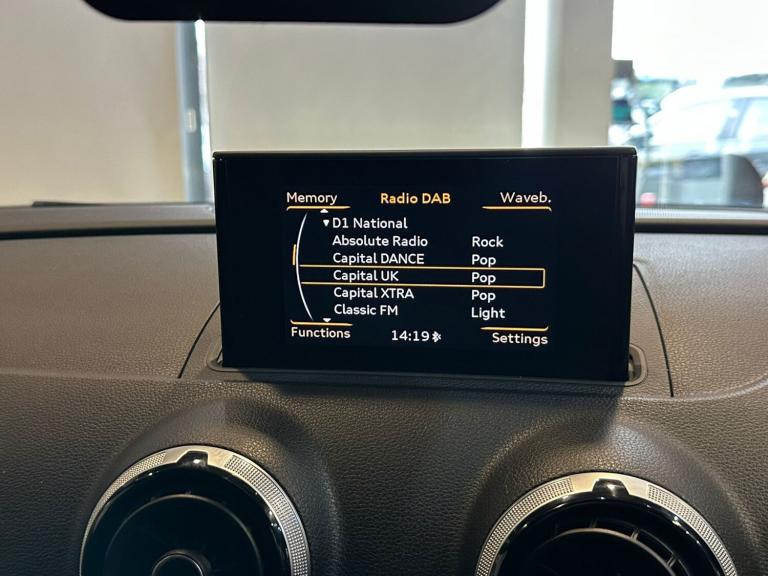 Memory Radio DAB Waveb.
D1 National
Absolute Radio Rock
Capital DANCE Pop
Capital UK Pop
Capital XTRA Pop
Classic FM Light
Functions 14:19 Settings